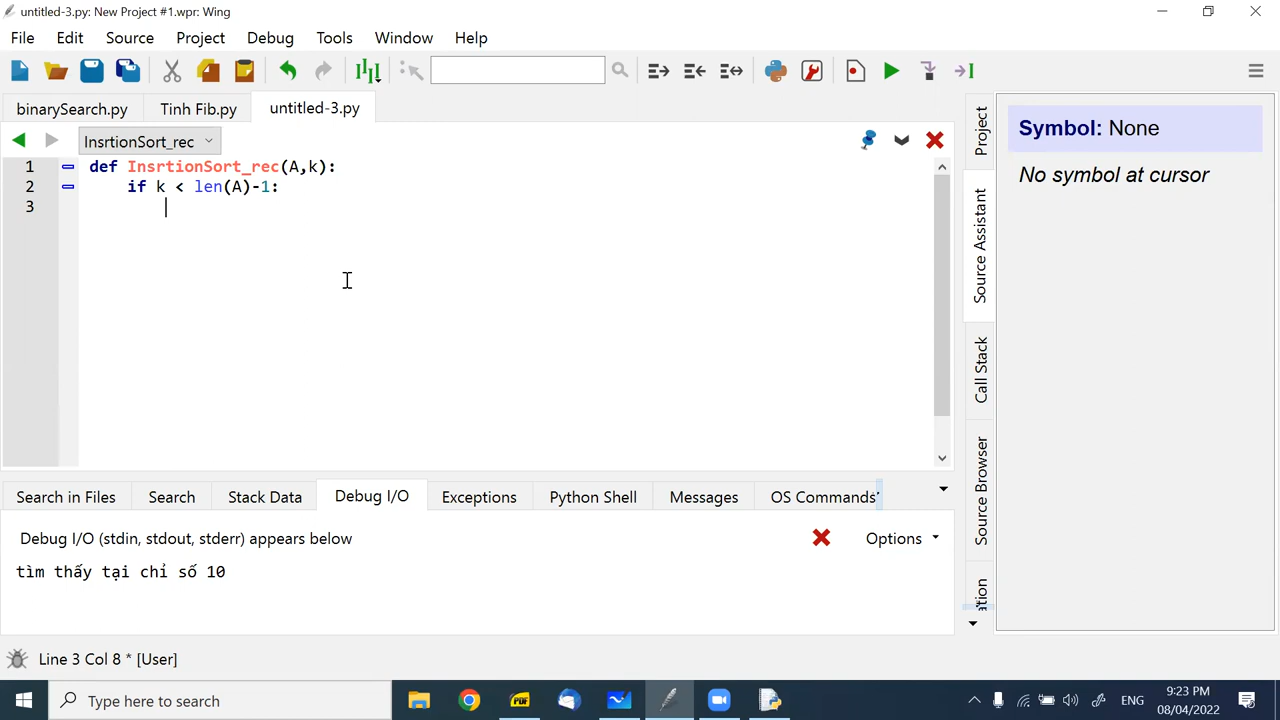 untitled-3.py: New Project #1.wpr: Wing
File Edit Source Project Debug Tools Window Help
binarySearch.py Tinh Fib.py untitled-3.py
InsrtionSort_rec
1 def InsrtionSort_rec(A,k):
2 if k < len(A)-1:
3
Project
Source Assistant
Call Stack
Source Browser
Symbol: None
No symbol at cursor
Search in Files Search Stack Data Debug I/O Exceptions Python Shell Messages OS Commands
Debug I/O (stdin, stdout, stderr) appears below Options
tìm thấy tại chỉ số 10
Line 3 Col 8 * [User]
Type here to search
PDF
ENG
9:23 PM
08/04/2022